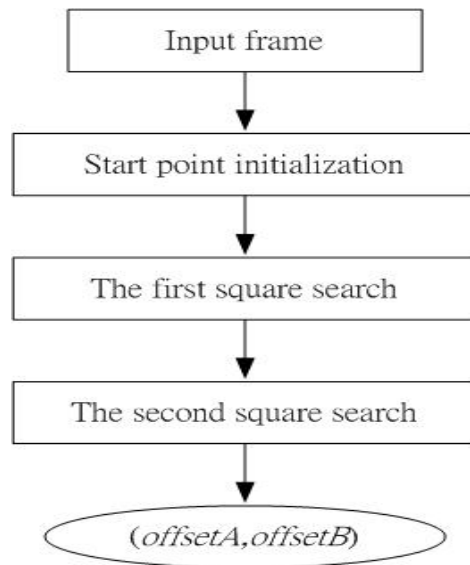 Input frame
Start point initialization
The first square search
The second square search
(offsetA,offsetB)